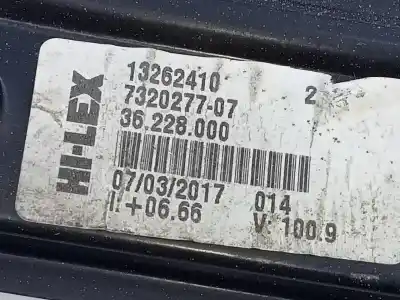 HI-LEX
13262410 2
7320277-07
36.228.000
07/03/2017 014
I: +06.66 V: 100.9